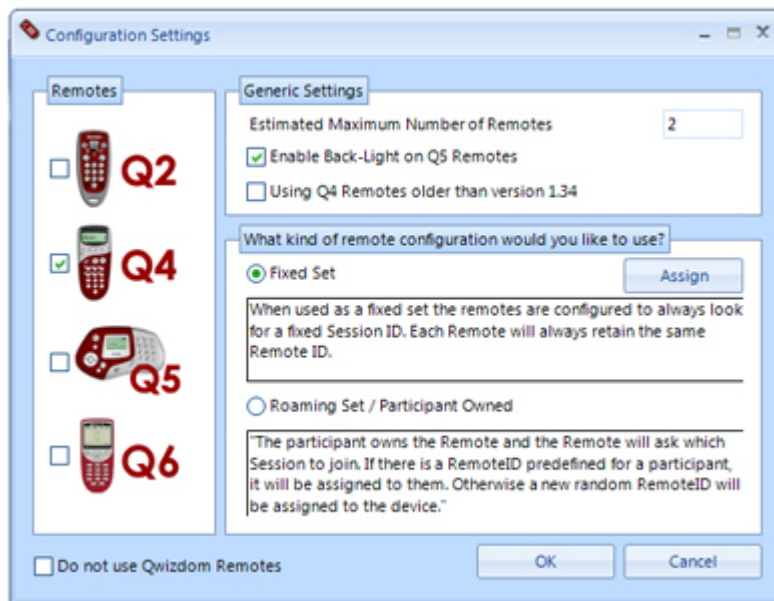 Configuration Settings
Remotes
Q2
Q4
Q5
Q6
Generic Settings
Estimated Maximum Number of Remotes 2
Enable Back-Light on Q5 Remotes
Using Q4 Remotes older than version 1.34
What kind of remote configuration would you like to use?
Fixed Set Assign
When used as a fixed set the remotes are configured to always look
for a fixed Session ID. Each Remote will always retain the same
Remote ID.
Roaming Set / Participant Owned
"The participant owns the Remote and the Remote will ask which
Session to join. If there is a RemoteID predefined for a participant,
it will be assigned to them. Otherwise a new random RemoteID will
be assigned to the device."
Do not use Qwizdom Remotes OK Cancel